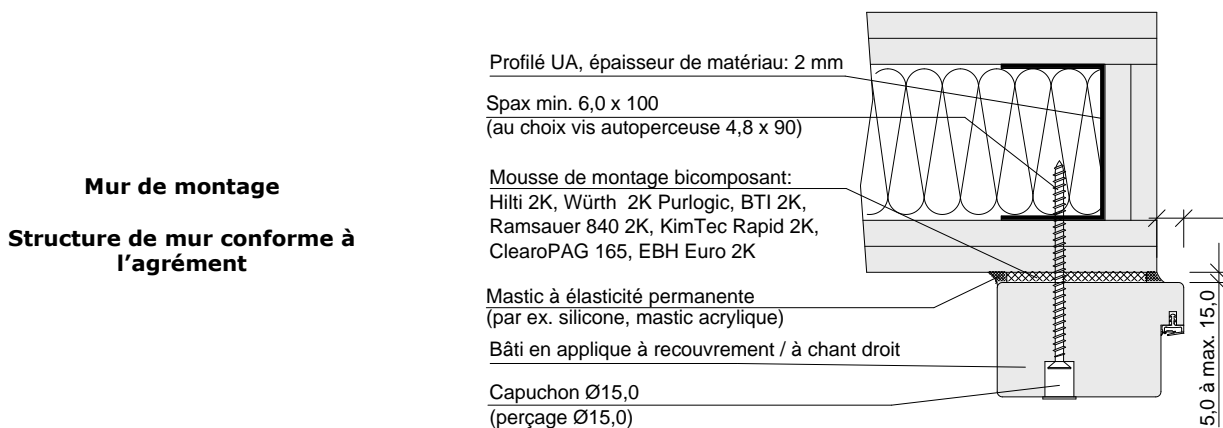 Mur de montage
Structure de mur conforme à
l'agrément
Profilé UA, épaisseur de matériau: 2 mm
Spax min. 6,0 x 100
(au choix vis autoperceuse 4,8 x 90)
Mousse de montage bicomposant:
Hilti 2K, Würth 2K Purlogic, BTI 2K,
Ramsauer 840 2K, KimTec Rapid 2K,
ClearoPAG 165, EBH Euro 2K
Mastic à élasticité permanente
(par ex. silicone, mastic acrylique)
Bâti en applique à recouvrement / à chant droit
Capuchon Ø15,0
(perçage Ø15,0)
5,0 à max. 15,0